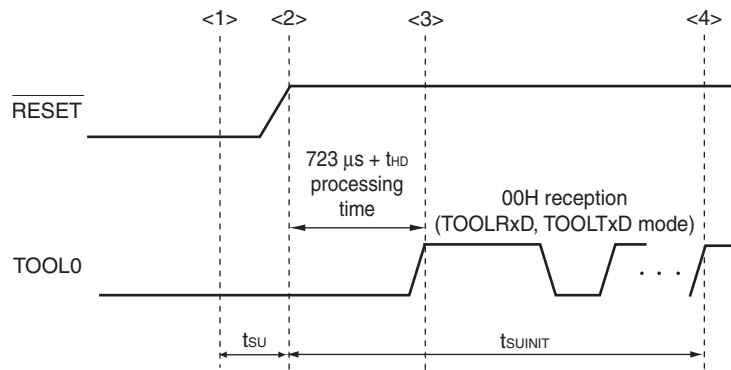 <1> <2> <3> <4>
RESET
723 μs + tHD
processing
time
00H reception
(TOOLRxD, TOOLTxD mode)
TOOL0
. . .
tSU
tSUINIT